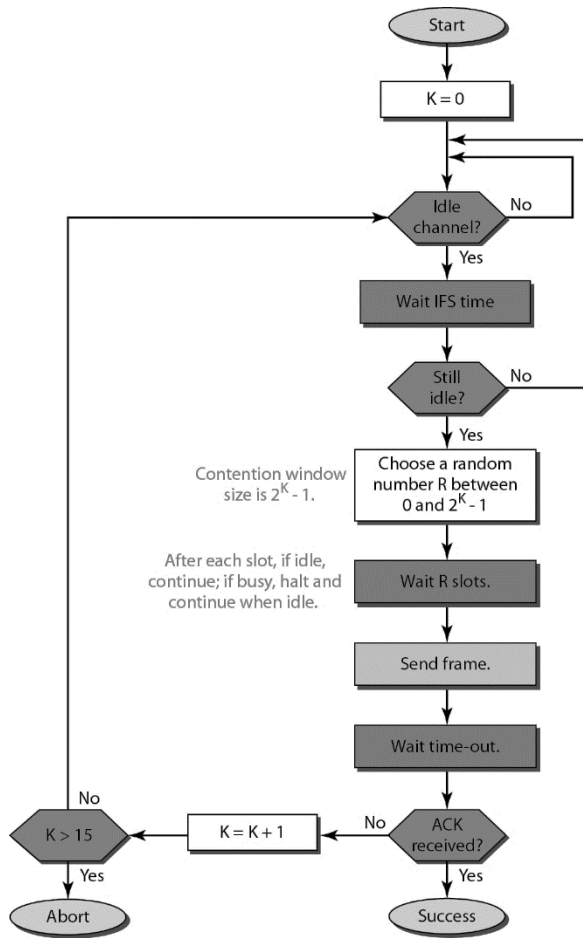 Start
K = 0
Idle
channel?
No
Yes
Wait IFS time
Still
idle?
No
Yes
Contention window
size is 2^K - 1.
Choose a random
number R between
0 and 2^K - 1
After each slot, if idle,
continue; if busy, halt and
continue when idle.
Wait R slots.
Send frame.
Wait time-out.
No
K > 15
K = K + 1
No
ACK
received?
Yes
Yes
Abort
Success